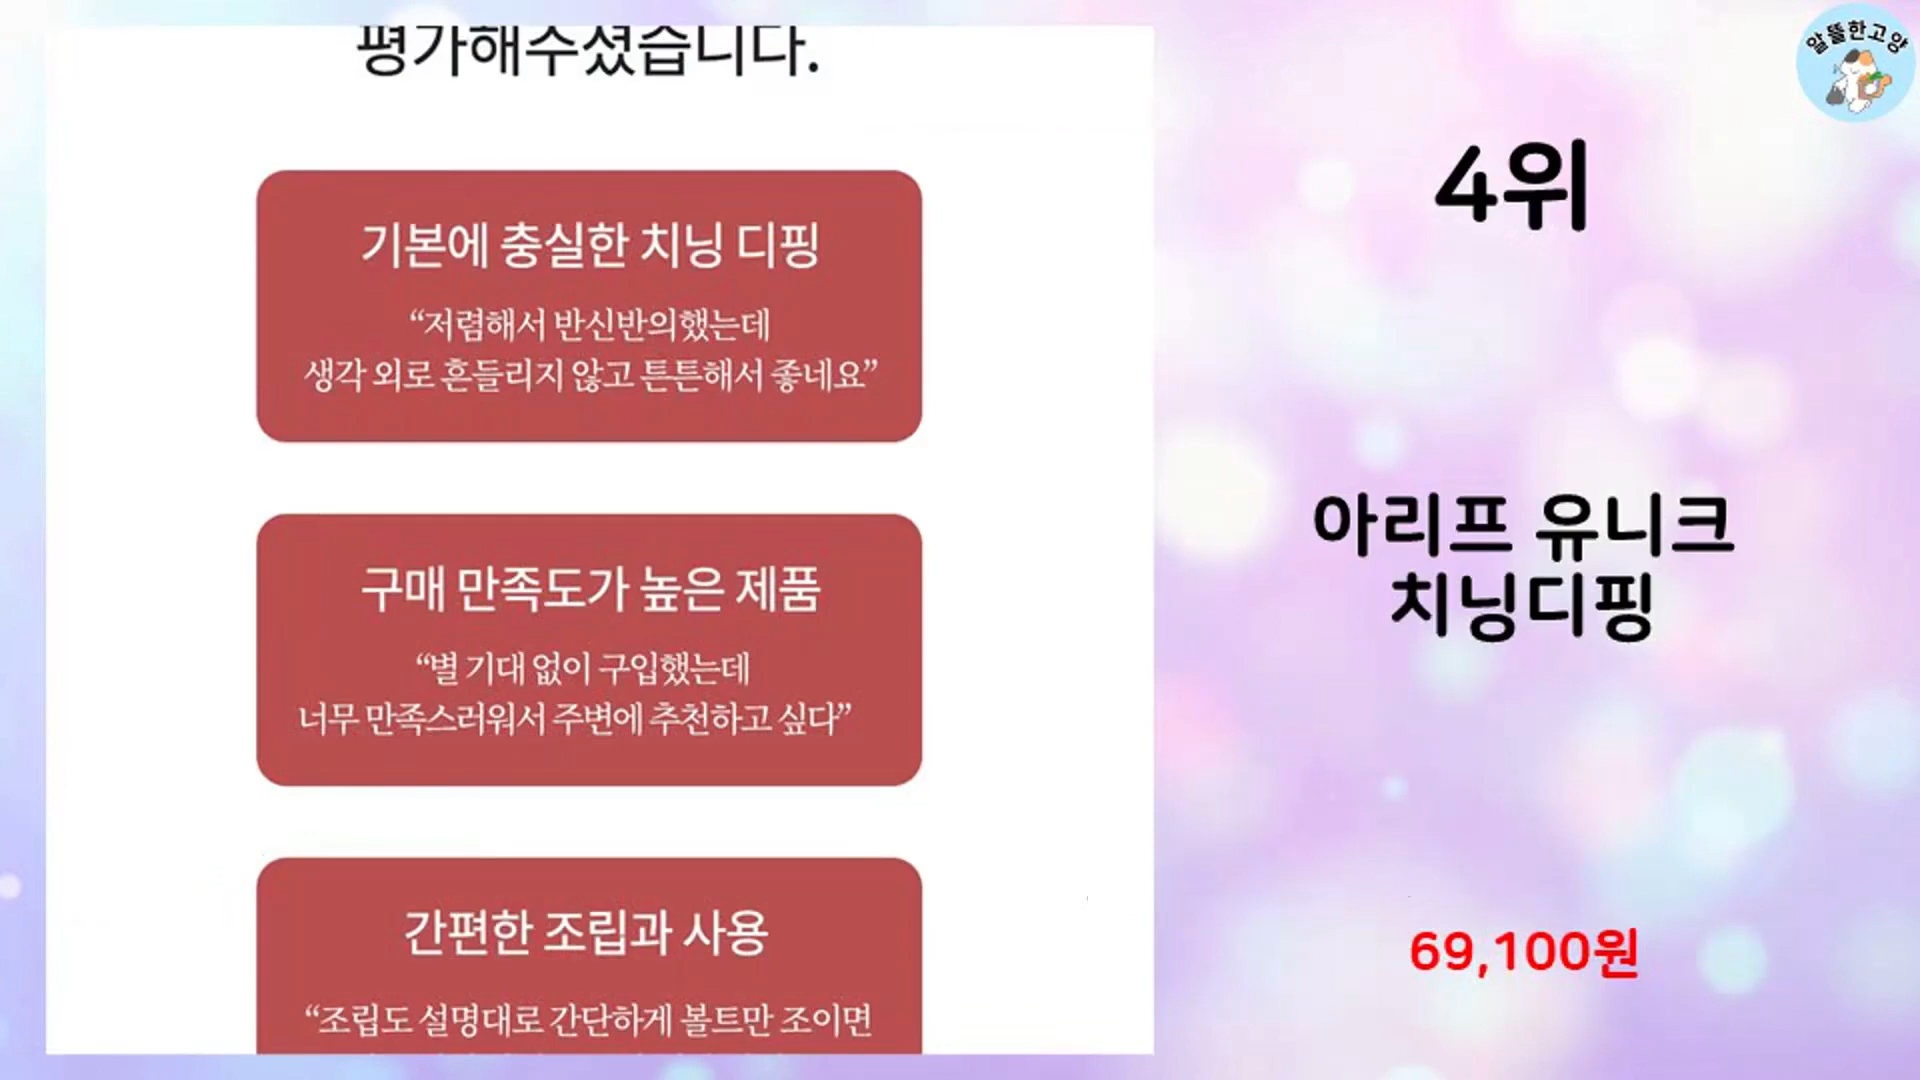 평가해주셨습니다.
기본에 충실한 치닝 디핑
“저렴해서 반신반의했는데
생각 외로 흔들리지 않고 튼튼해서 좋네요”
구매 만족도가 높은 제품
“별 기대 없이 구입했는데
너무 만족스러워서 주변에 추천하고 싶다”
간편한 조립과 사용
“조립도 설명대로 간단하게 볼트만 조이면
알뜰한고양
4위
아리프 유니크
치닝디핑
69,100원